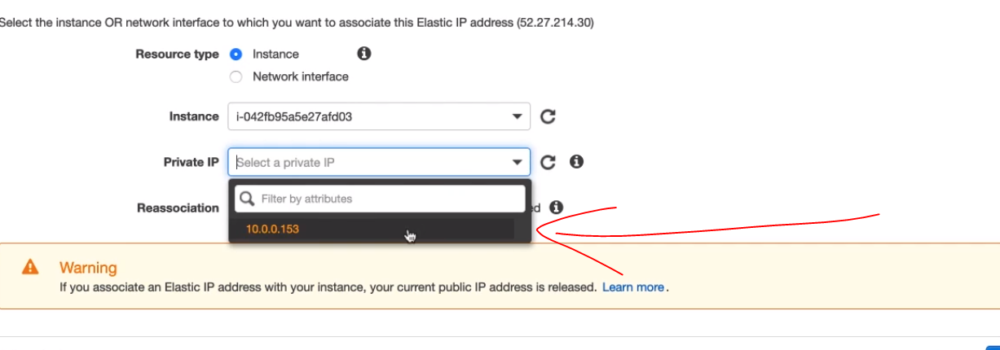 Select the instance OR network interface to which you want to associate this Elastic IP address (52.27.214.30)
Resource type Instance
Network interface
Instance i-042fb95a5e27afd03
Private IP Select a private IP
Filter by attributes
Reassociation ed
10.0.0.153
Warning
If you associate an Elastic IP address with your instance, your current public IP address is released. Learn more.